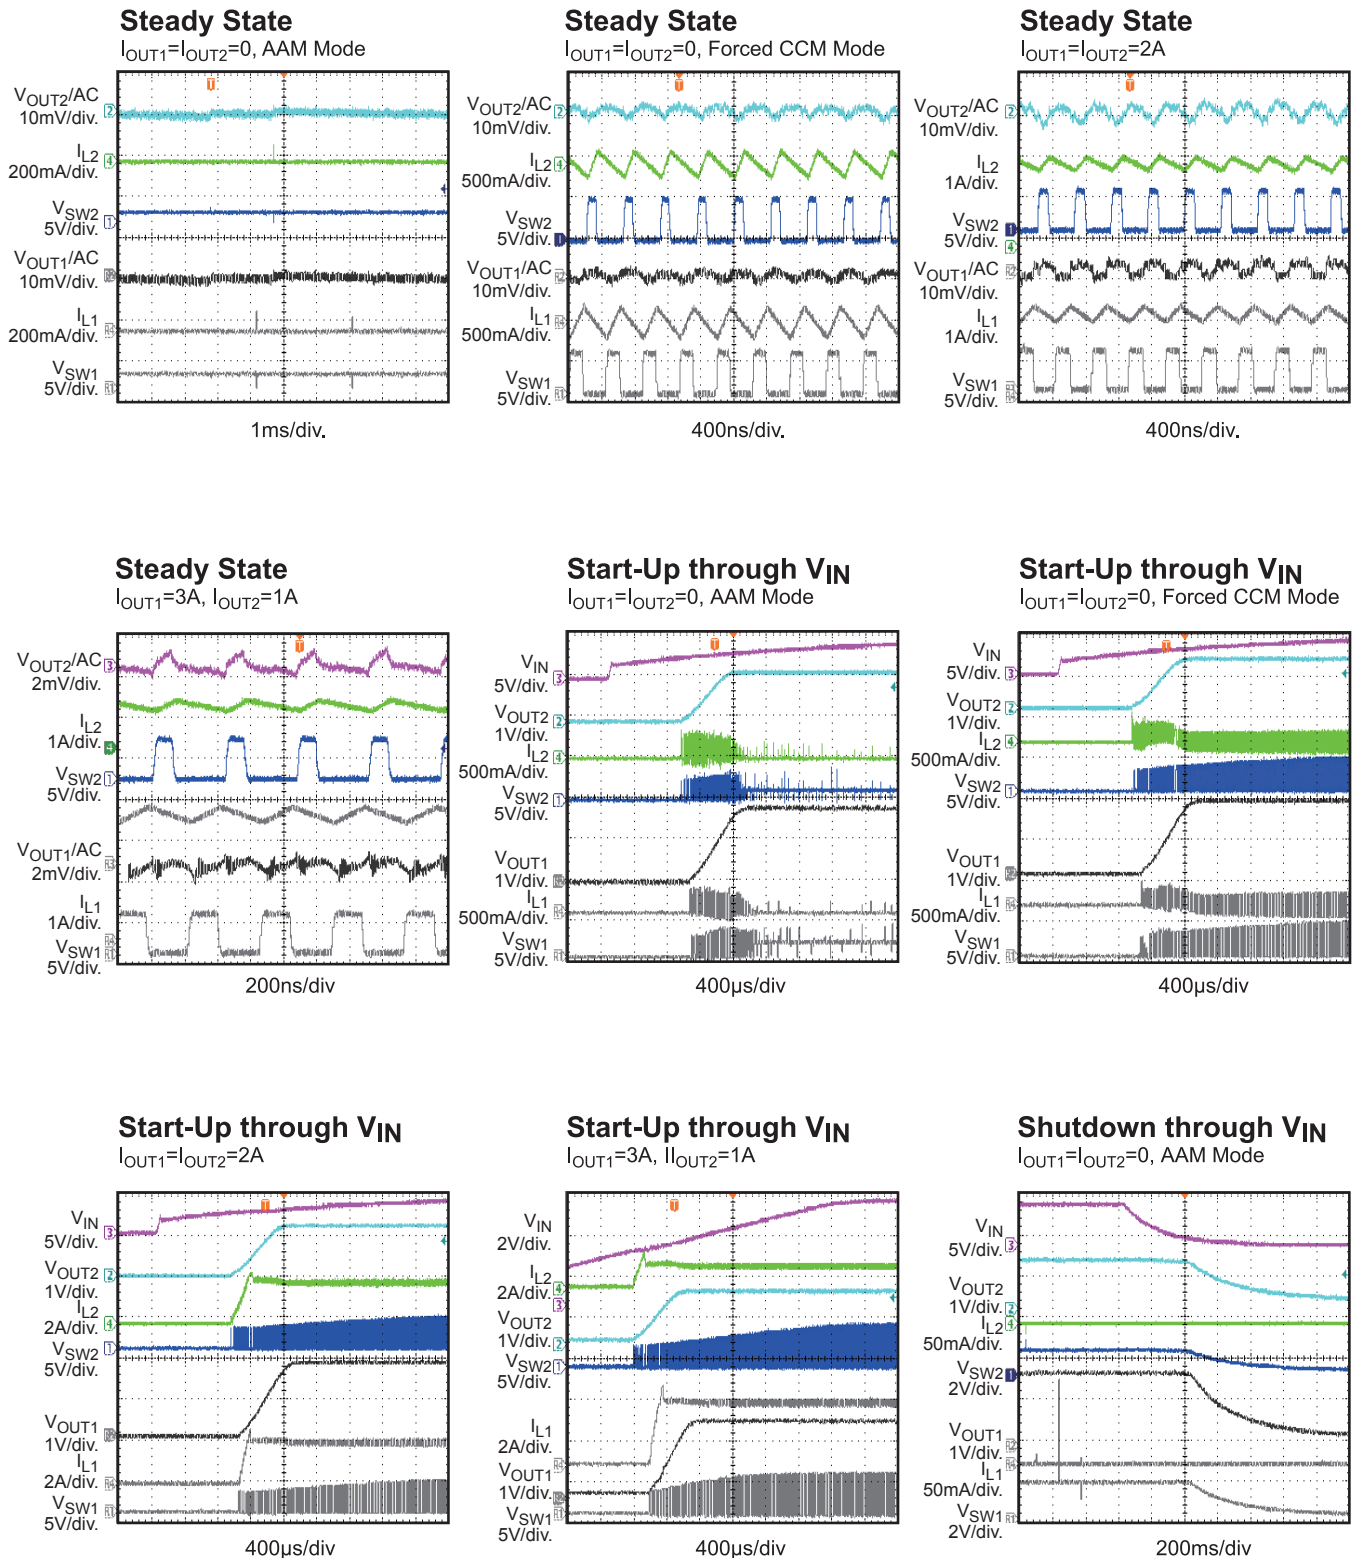 Steady State
IOUT1=IOUT2=0, AAM Mode
VOUT2/AC
10mV/div.
IL2
200mA/div.
VSW2
5V/div.
VOUT1/AC
10mV/div.
IL1
200mA/div.
VSW1
5V/div.
1ms/div.
Steady State
IOUT1=IOUT2=0, Forced CCM Mode
VOUT2/AC
10mV/div.
IL2
500mA/div.
VSW2
5V/div.
VOUT1/AC
10mV/div.
IL1
500mA/div.
VSW1
5V/div.
400ns/div.
Steady State
IOUT1=IOUT2=2A
VOUT2/AC
10mV/div.
IL2
1A/div.
VSW2
5V/div.
VOUT1/AC
10mV/div.
IL1
1A/div.
VSW1
5V/div.
400ns/div.
Steady State
IOUT1=3A, IOUT2=1A
VOUT2/AC
2mV/div.
IL2
1A/div.
VSW2
5V/div.
VOUT1/AC
2mV/div.
IL1
1A/div.
VSW1
5V/div.
200ns/div
Start-Up through VIN
IOUT1=IOUT2=0, AAM Mode
VIN
5V/div.
VOUT2
1V/div.
IL2
500mA/div.
VSW2
5V/div.
VOUT1
1V/div.
IL1
500mA/div.
VSW1
5V/div.
400µs/div
Start-Up through VIN
IOUT1=IOUT2=0, Forced CCM Mode
VIN
5V/div.
VOUT2
1V/div.
IL2
500mA/div.
VSW2
5V/div.
VOUT1
1V/div.
IL1
500mA/div.
VSW1
5V/div.
400µs/div
Start-Up through VIN
IOUT1=IOUT2=2A
VIN
5V/div.
VOUT2
1V/div.
IL2
2A/div.
VSW2
5V/div.
VOUT1
1V/div.
IL1
2A/div.
VSW1
5V/div.
400µs/div
Start-Up through VIN
IOUT1=3A, IIOUT2=1A
VIN
2V/div.
IL2
2A/div.
VOUT2
1V/div.
VSW2
5V/div.
IL1
2A/div.
VOUT1
1V/div.
VSW1
5V/div.
400µs/div
Shutdown through VIN
IOUT1=IOUT2=0, AAM Mode
VIN
5V/div.
VOUT2
1V/div.
IL2
50mA/div.
VSW2
2V/div.
VOUT1
1V/div.
IL1
50mA/div.
VSW1
2V/div.
200ms/div